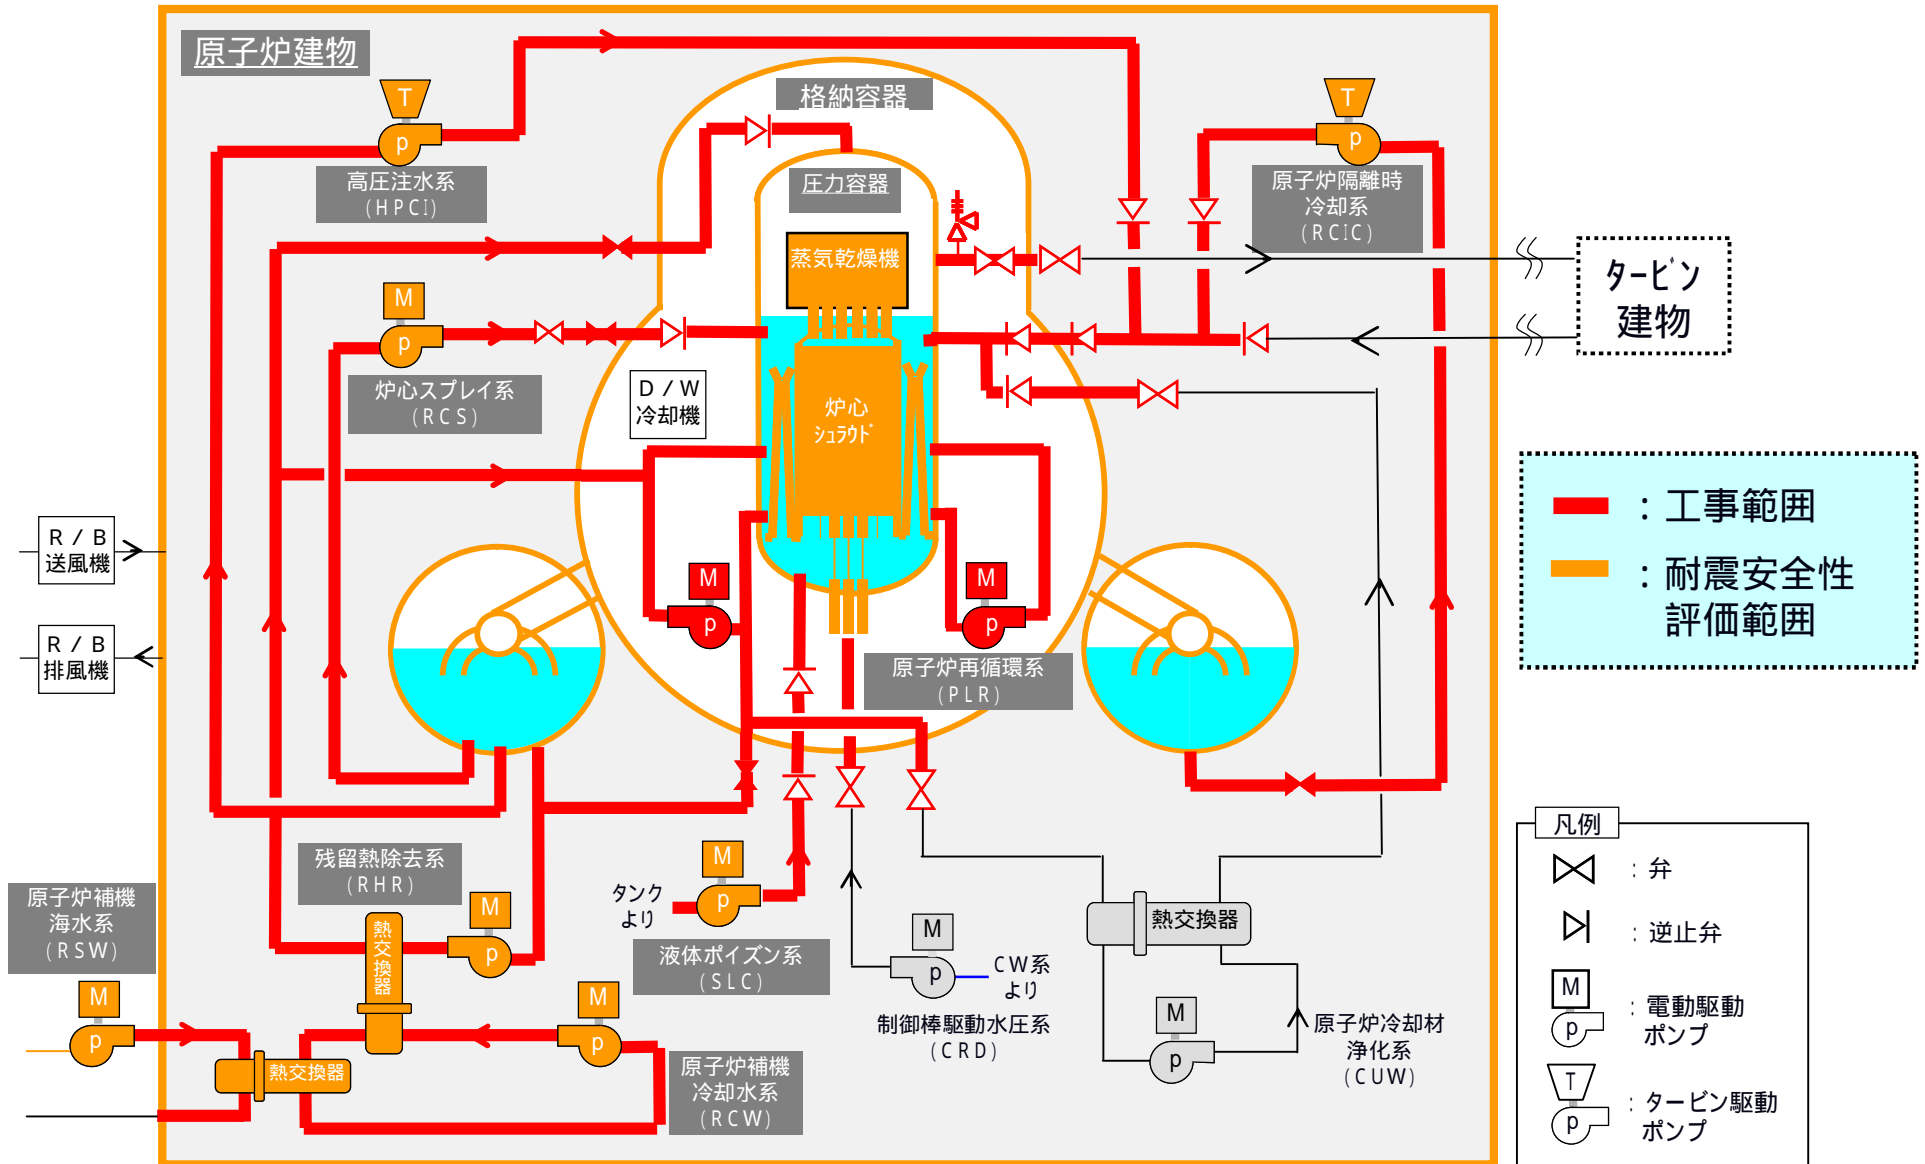 原子炉建物
格納容器
圧力容器
T
p
高圧注水系
(HPCI)
T
p
原子炉隔離時
冷却系
(RCIC)
蒸気乾燥機
ﾀｰﾋﾞﾝ
建物
M
p
炉心スプレイ系
(RCS)
D/W
冷却機
炉心
ｼｭﾗｳﾄﾞ
:工事範囲
:耐震安全性
評価範囲
R/B
送風機
R/B
排風機
M
p
M
p
原子炉再循環系
(PLR)
残留熱除去系
(RHR)
M
p
熱交換器
タンク
より
M
p
液体ポイズン系
(SLC)
M
p
CW系
より
制御棒駆動水圧系
(CRD)
熱交換器
M
p
原子炉冷却材
浄化系
(CUW)
原子炉補機
海水系
(RSW)
M
p
熱交換器
M
p
原子炉補機
冷却水系
(RCW)
凡例
:弁
:逆止弁
M
p
:電動駆動
ポンプ
T
p
:タービン駆動
ポンプ